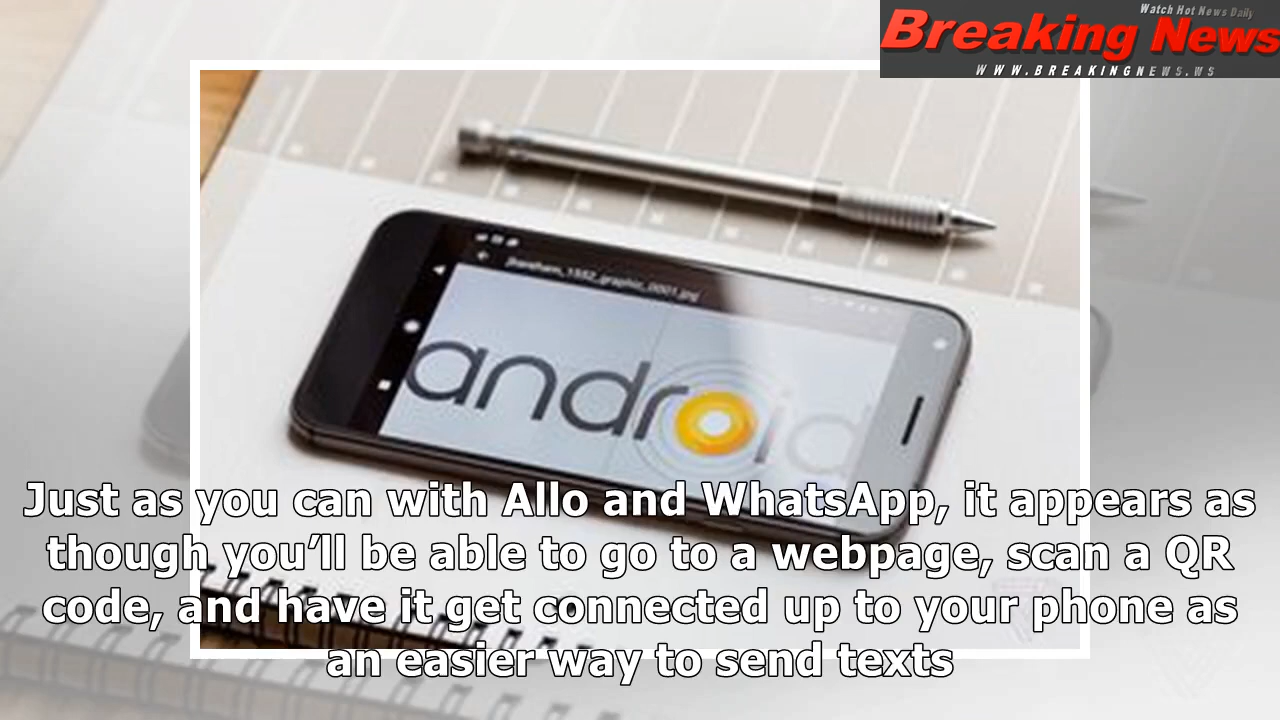 Watch Hot News Daily
Breaking News
WWW.BREAKINGNEWS.WS
android
Just as you can with Allo and WhatsApp, it appears as
though you’ll be able to go to a webpage, scan a QR
code, and have it get connected up to your phone as
an easier way to send texts